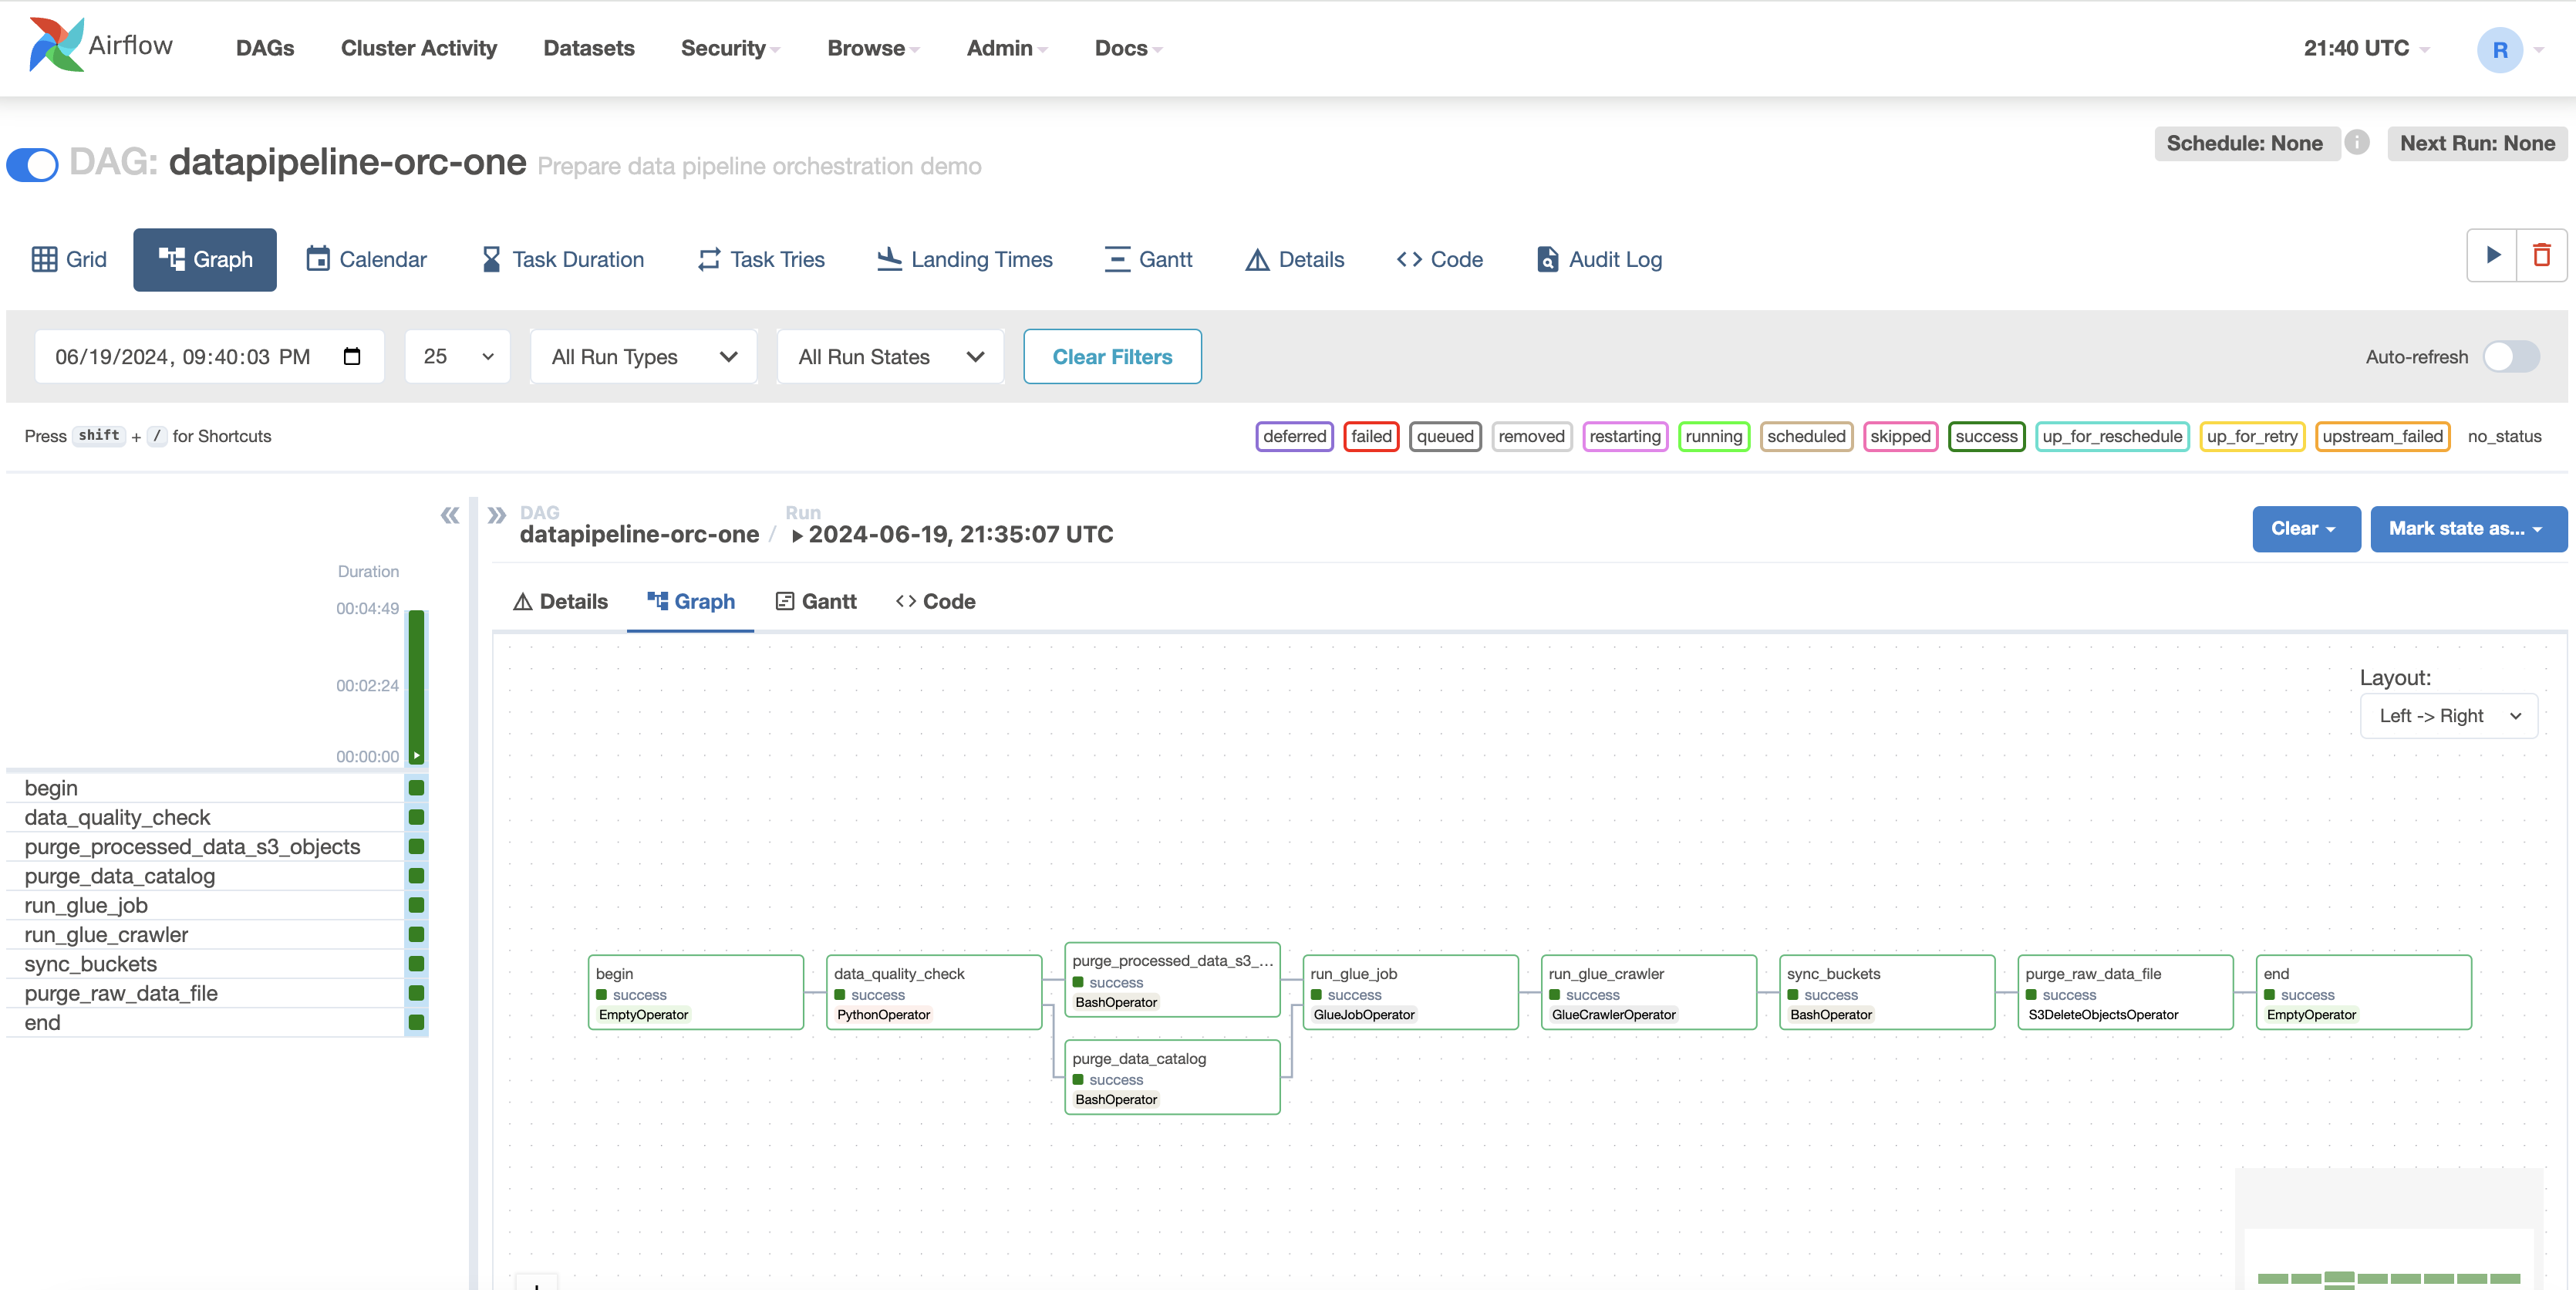 Airflow
DAGs Cluster Activity Datasets Security Browse Admin Docs
21:40 UTC
R
DAG: datapipeline-orc-one Prepare data pipeline orchestration demo
Schedule: None
i
Next Run: None
Grid
Graph
Calendar
Task Duration
Task Tries
Landing Times
Gantt
Details
Code
Audit Log
06/19/2024, 09:40:03 PM
25
All Run Types
All Run States
Clear Filters
Auto-refresh
Press shift + / for Shortcuts
deferred failed queued removed restarting running scheduled skipped success up_for_reschedule up_for_retry upstream_failed no_status
DAG
datapipeline-orc-one /
Run
2024-06-19, 21:35:07 UTC
Clear
Mark state as...
Duration
00:04:49
00:02:24
00:00:00
begin
data_quality_check
purge_processed_data_s3_objects
purge_data_catalog
run_glue_job
run_glue_crawler
sync_buckets
purge_raw_data_file
end
Details
Graph
Gantt
Code
Layout:
Left -> Right
begin
success
EmptyOperator
data_quality_check
success
PythonOperator
purge_processed_data_s3_...
success
BashOperator
purge_data_catalog
success
BashOperator
run_glue_job
success
GlueJobOperator
run_glue_crawler
success
GlueCrawlerOperator
sync_buckets
success
BashOperator
purge_raw_data_file
success
S3DeleteObjectsOperator
end
success
EmptyOperator